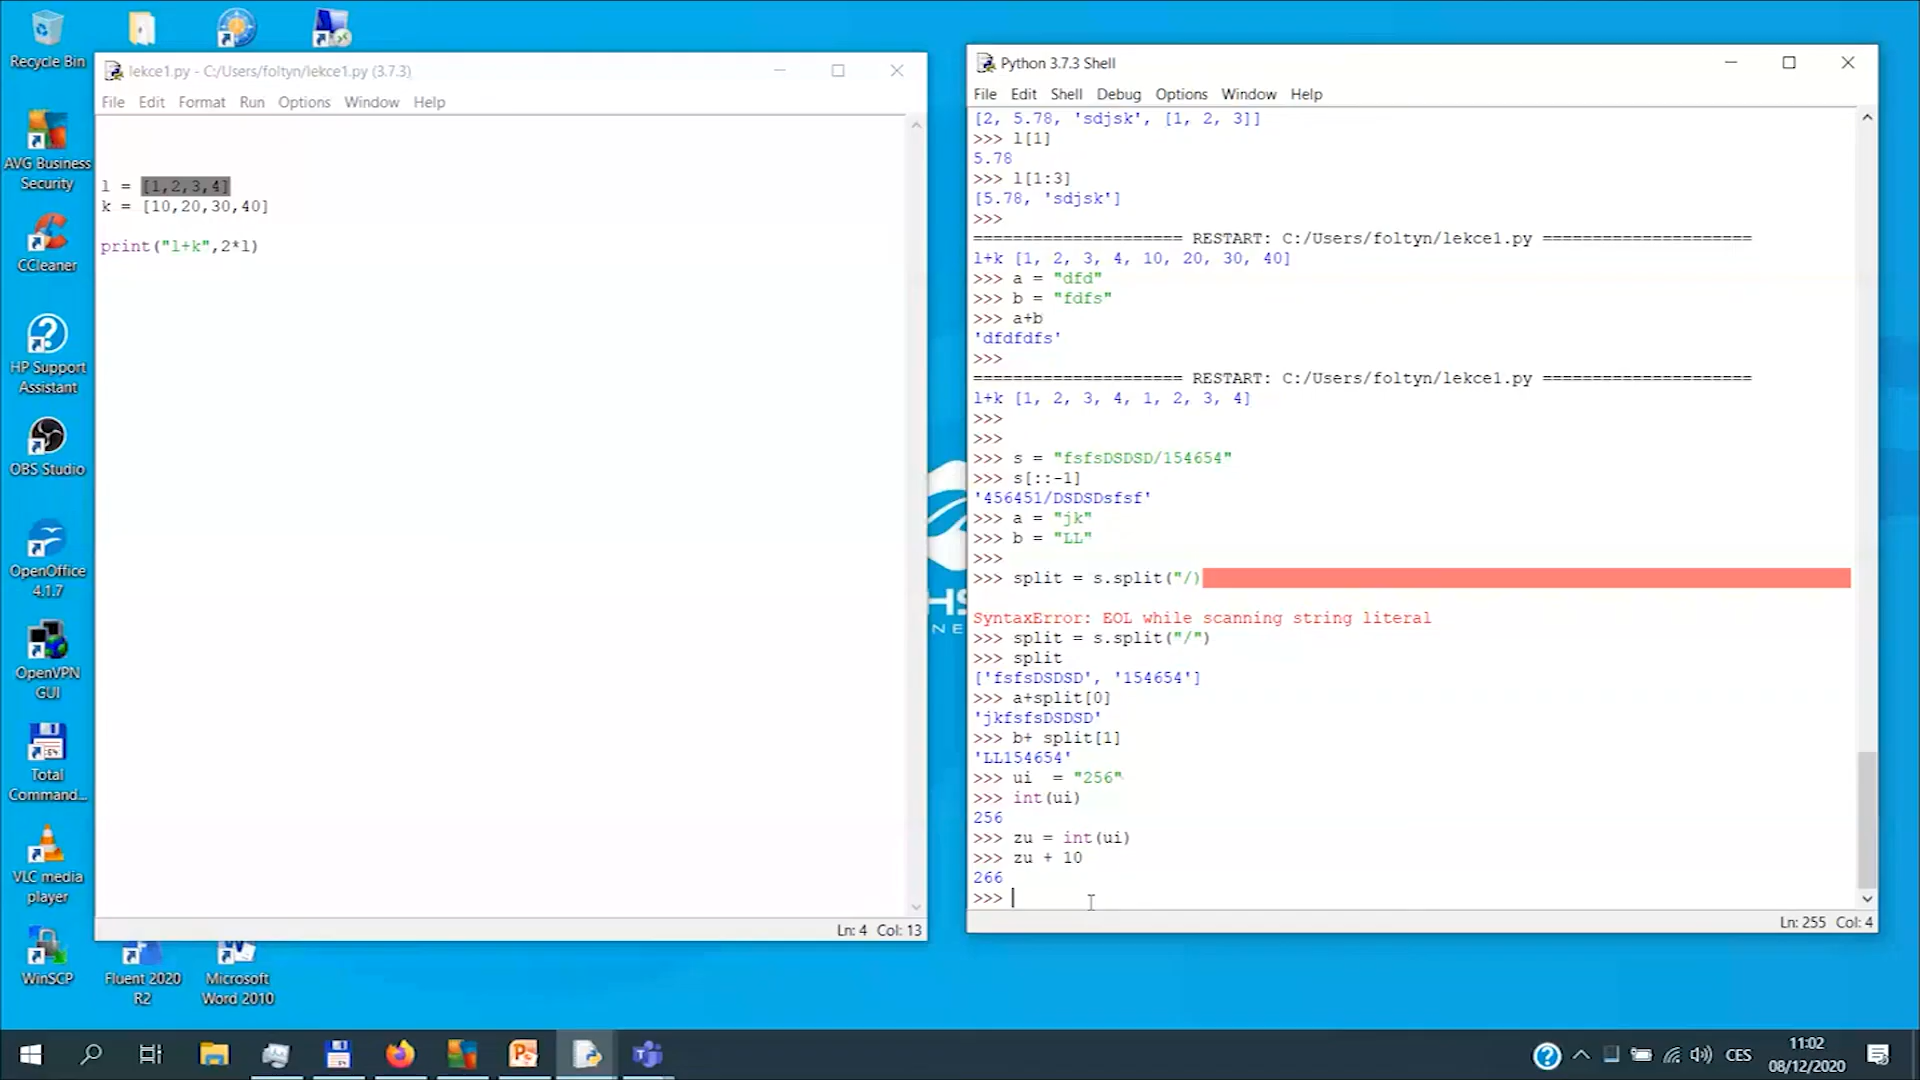 Recycle Bin
AVG Business
Security
CCleaner
HP Support
Assistant
OBS Studio
OpenOffice
4.1.7
OpenVPN
GUI
Total
Command...
VLC media
player
WinSCP
Fluent 2020
R2
Microsoft
Word 2010
lekce1.py - C:/Users/foltyn/lekce1.py (3.7.3)
File Edit Format Run Options Window Help
l = [1,2,3,4]
k = [10,20,30,40]
print("l+k",2*l)
Ln: 4 Col: 13
Python 3.7.3 Shell
File Edit Shell Debug Options Window Help
[2, 5.78, 'sdjsk', [1, 2, 3]]
>>> l[1]
5.78
>>> l[1:3]
[5.78, 'sdjsk']
>>>
===================== RESTART: C:/Users/foltyn/lekce1.py =====================
l+k [1, 2, 3, 4, 10, 20, 30, 40]
>>> a = "dfd"
>>> b = "fdfs"
>>> a+b
'dfdfdfs'
>>>
===================== RESTART: C:/Users/foltyn/lekce1.py =====================
l+k [1, 2, 3, 4, 1, 2, 3, 4]
>>>
>>>
>>> s = "fsfsDSDSD/154654"
>>> s[::-1]
'456451/DSDSDsfsf'
>>> a = "jk"
>>> b = "LL"
>>>
>>> split = s.split("/)
SyntaxError: EOL while scanning string literal
>>> split = s.split("/")
>>> split
['fsfsDSDSD', '154654']
>>> a+split[0]
'jkfsfsDSDSD'
>>> b+ split[1]
'LL154654'
>>> ui  = "256"
>>> int(ui)
256
>>> zu = int(ui)
>>> zu + 10
266
>>>
Ln: 255 Col: 4
CES
11:02
08/12/2020